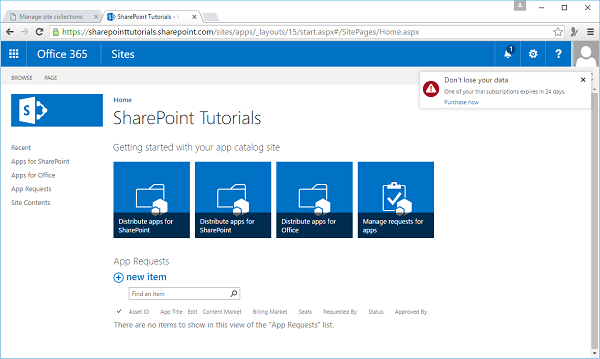 Manage site collections
SharePoint Tutorials -
https://sharepointtutorials.sharepoint.com/sites/apps/_layouts/15/start.aspx#/SitePages/Home.aspx
Office 365
Sites
1
?
BROWSE
PAGE
Don't lose your data
One of your trial subscriptions expires in 24 days.
Purchase now
S
Home
SharePoint Tutorials
Recent
Apps for SharePoint
Apps for Office
App Requests
Site Contents
Getting started with your app catalog site
Distribute apps for
SharePoint
Distribute apps for
SharePoint
Distribute apps for
Office
Manage requests for
apps
App Requests
new item
Find an item
Asset ID App Title Edit Content Market Billing Market Seats Requested By Status Approved By
There are no items to show in this view of the "App Requests" list.